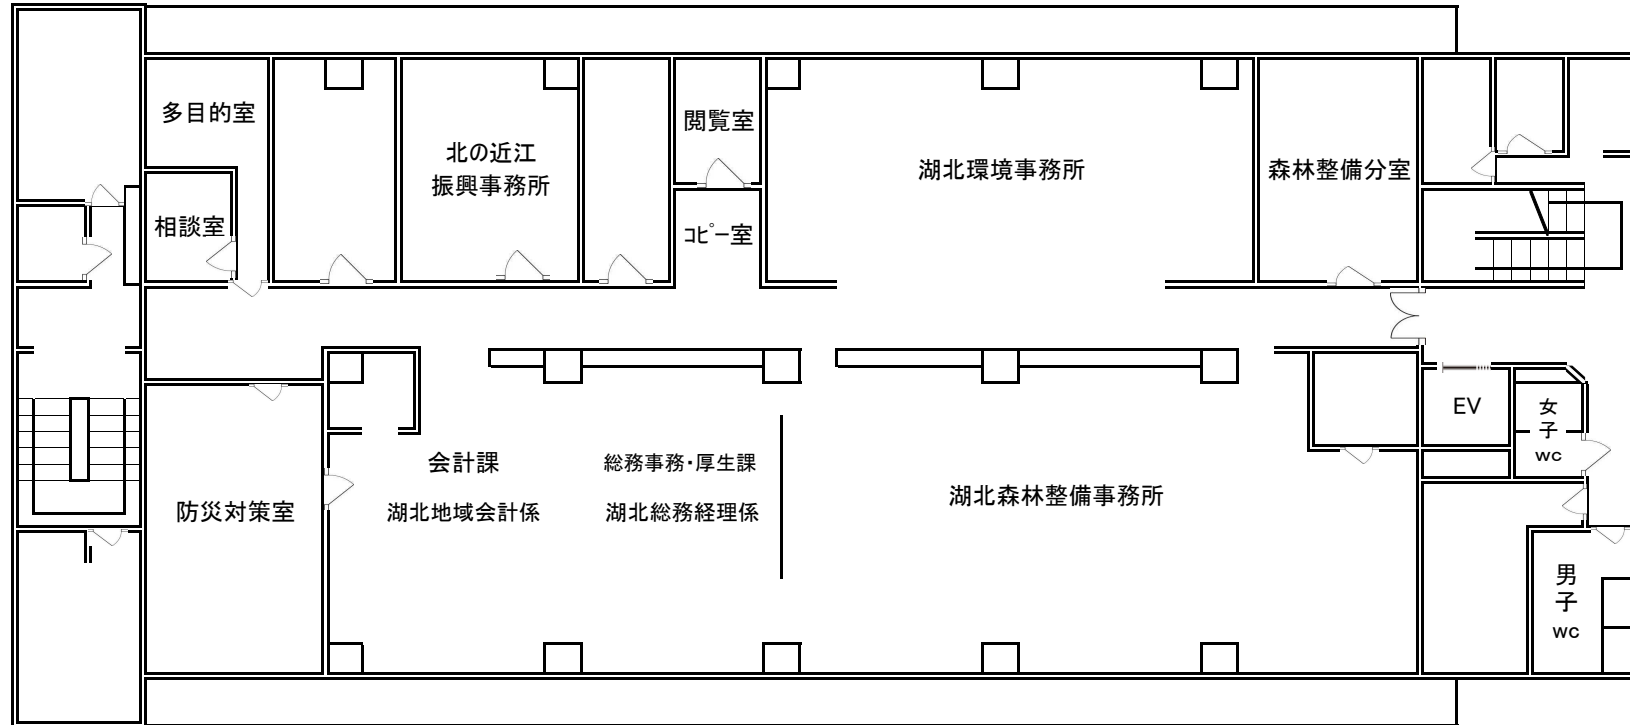 多目的室
相談室
北の近江
振興事務所
閲覧室
コピー室
湖北環境事務所
森林整備分室
防災対策室
会計課
湖北地域会計係
総務事務・厚生課
湖北総務経理係
湖北森林整備事務所
EV
女
子
WC
男
子
WC